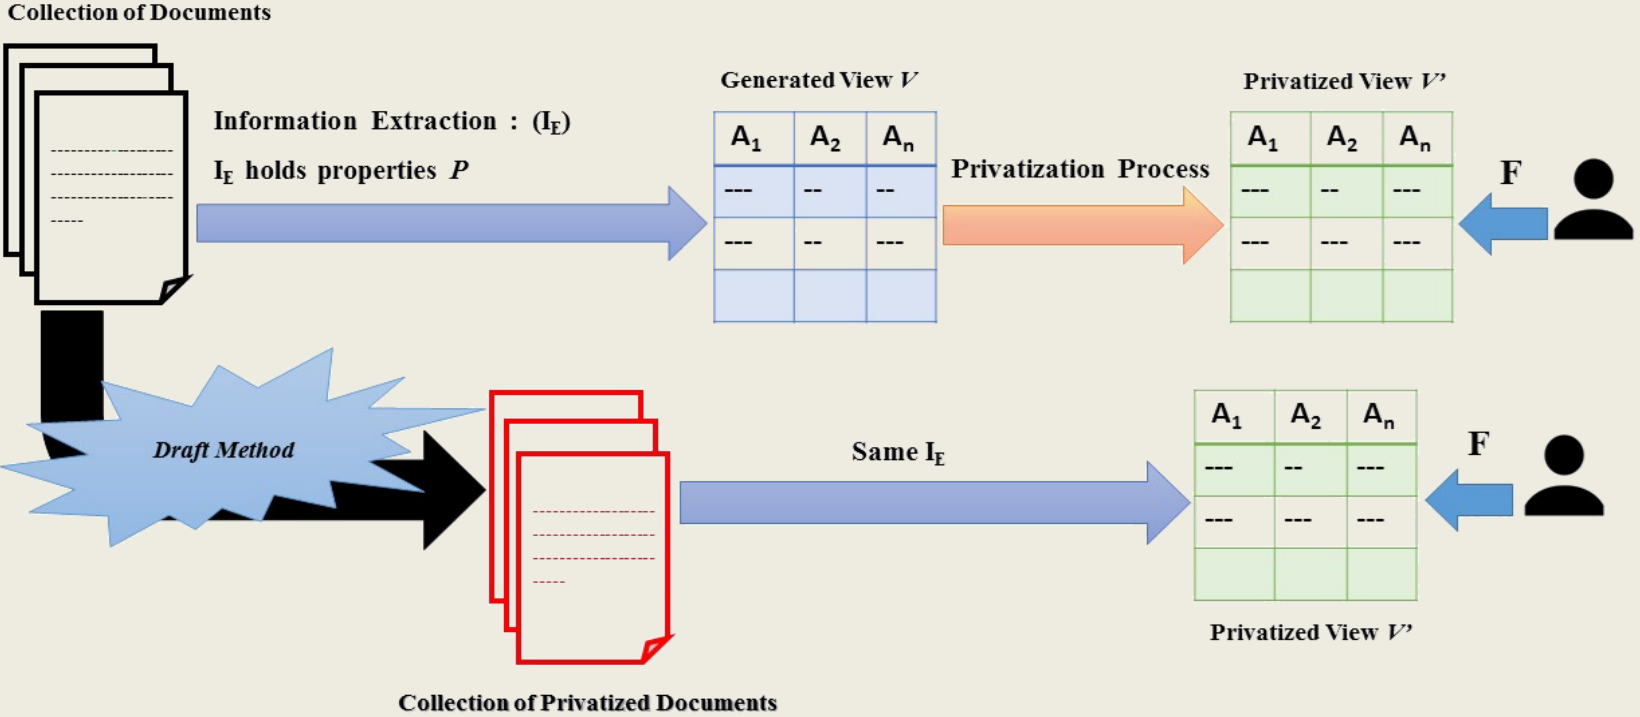 Collection of Documents
Information Extraction : (IE)
IE holds properties P
Generated View V
A1 A2 An
--- -- --
--- -- ---
Privatization Process
Privatized View V’
A1 A2 An
--- -- ---
--- --- ---
F
Draft Method
Same IE
A1 A2 An
--- -- ---
--- --- ---
F
Privatized View V’
Collection of Privatized Documents